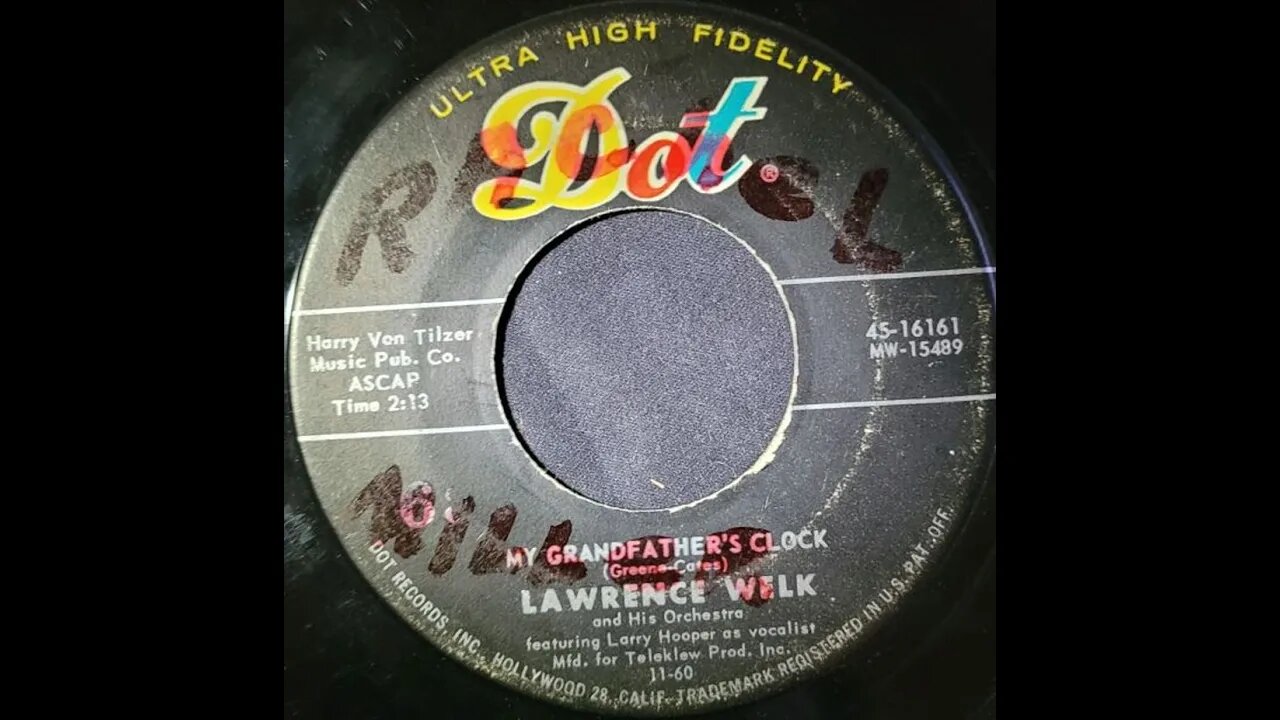 ULTRA HIGH FIDELITY
Dot ®
RACHEL
Harry Von Tilzer
Music Pub. Co.
ASCAP
Time 2:13
45-16161
MW-15489
MILLER
MY GRANDFATHER'S CLOCK
(Greene-Cates)
LAWRENCE WELK
and His Orchestra
featuring Larry Hooper as vocalist
Mfd. for Teleklew Prod. Inc.
11-60
DOT RECORDS, INC., HOLLYWOOD 28, CALIF.-TRADEMARK REGISTERED IN U.S. PAT. OFF.